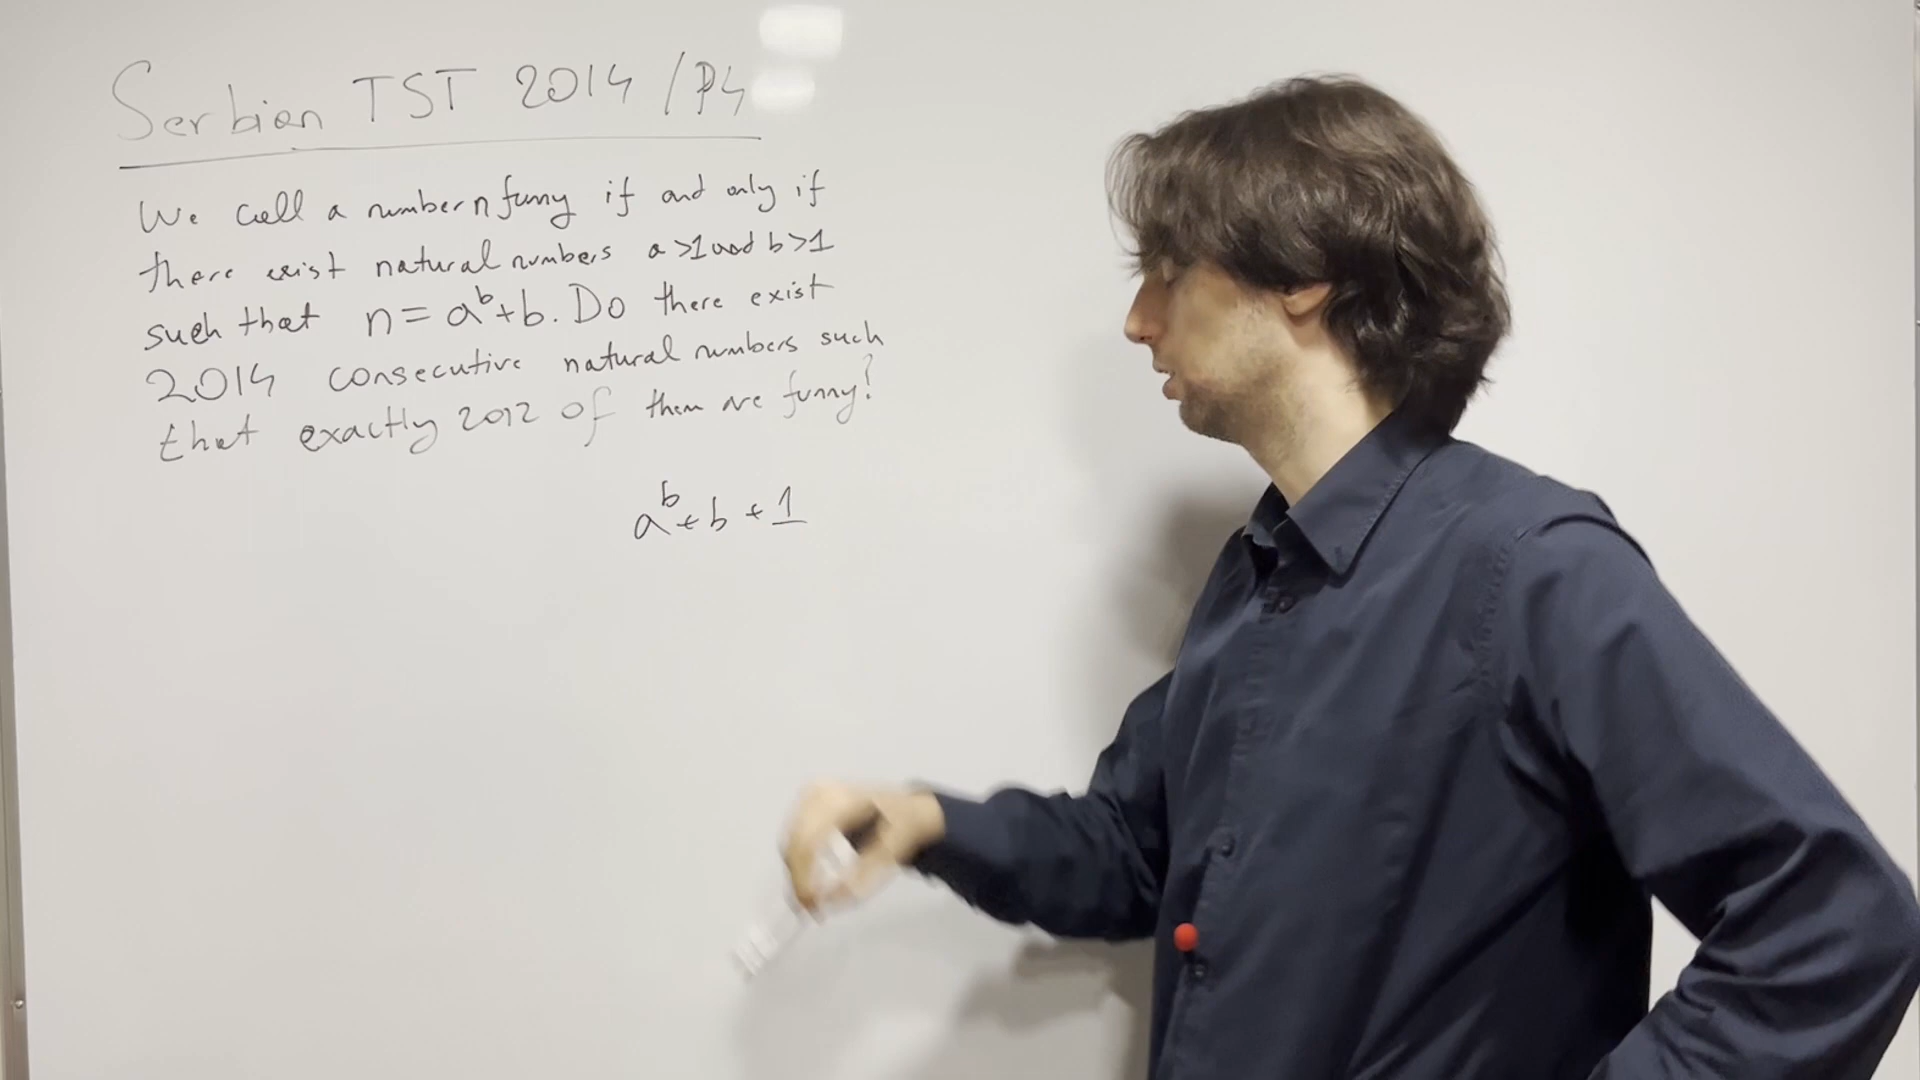 Serbian TST 2014 / P4
We call a number n funny if and only if
there exist natural numbers a >1 and b >1
such that n = a^b + b. Do there exist
2014 consecutive natural numbers such
that exactly 2012 of them are funny?
a^b + b + 1